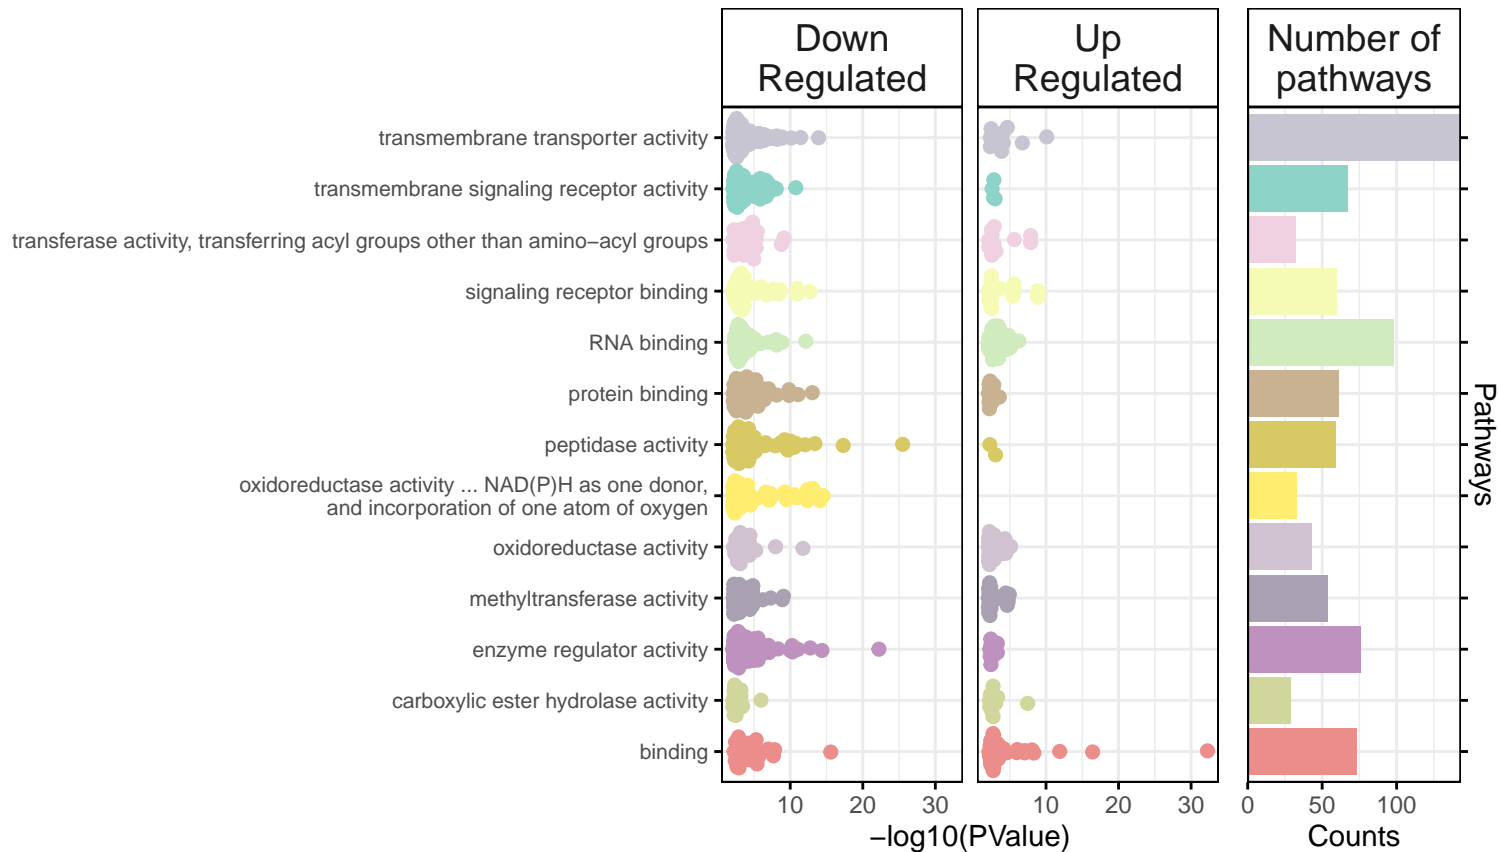 Down
Regulated
Up
Regulated
Number of
pathways
transmembrane transporter activity
transmembrane signaling receptor activity
transferase activity, transferring acyl groups other than amino−acyl groups
signaling receptor binding
RNA binding
protein binding
peptidase activity
oxidoreductase activity ... NAD(P)H as one donor,
and incorporation of one atom of oxygen
oxidoreductase activity
methyltransferase activity
enzyme regulator activity
carboxylic ester hydrolase activity
binding
Pathways
10 20 30 10 20 30 0 50 100
−log10(PValue) Counts